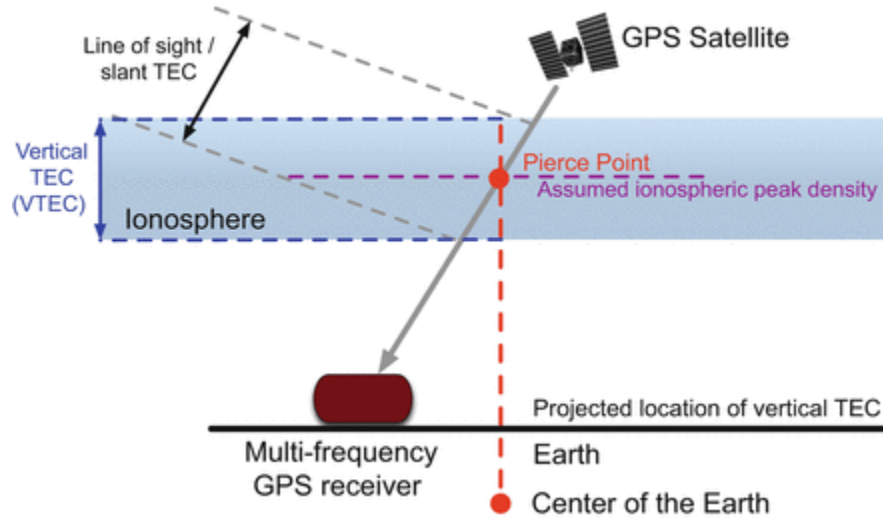 Line of sight /
slant TEC
GPS Satellite
Vertical
TEC
(VTEC)
Pierce Point
Assumed ionospheric peak density
Ionosphere
Projected location of vertical TEC
Multi-frequency
GPS receiver
Earth
Center of the Earth